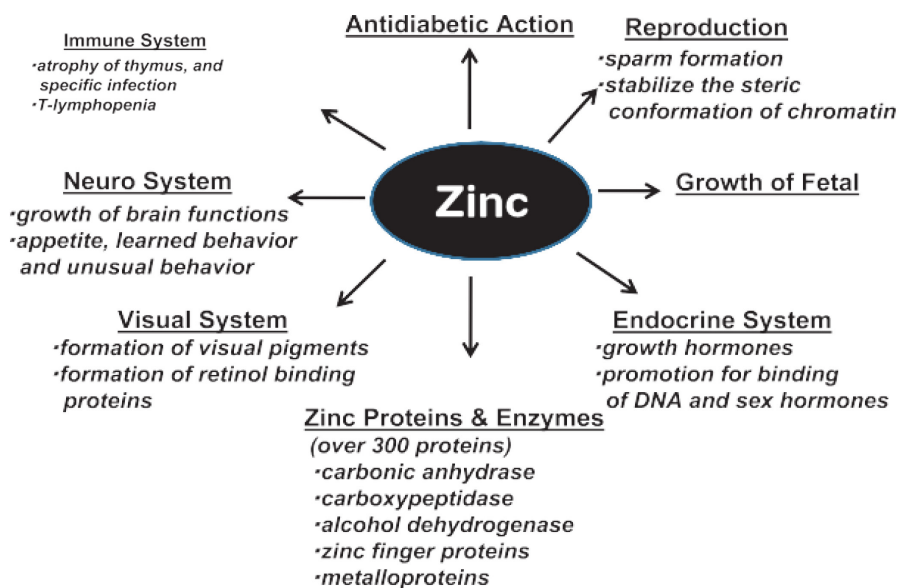 Antidiabetic Action
Immune System
·atrophy of thymus, and
specific infection
·T-lymphopenia
Reproduction
·sparm formation
·stabilize the steric
conformation of chromatin
Zinc
Neuro System
·growth of brain functions
·appetite, learned behavior
and unusual behavior
Growth of Fetal
Visual System
·formation of visual pigments
·formation of retinol binding
proteins
Endocrine System
·growth hormones
·promotion for binding
of DNA and sex hormones
Zinc Proteins & Enzymes
(over 300 proteins)
·carbonic anhydrase
·carboxypeptidase
·alcohol dehydrogenase
·zinc finger proteins
·metalloproteins